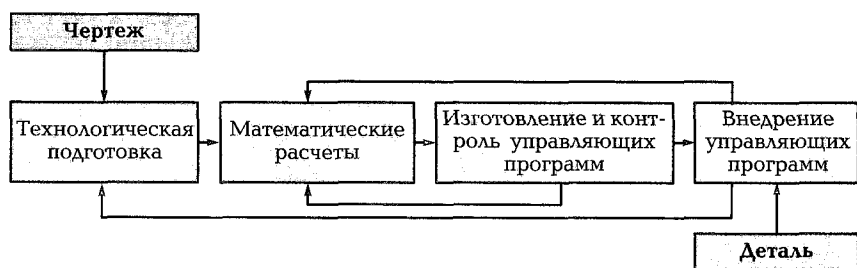 Чертеж
Технологическая
подготовка
Математические
расчеты
Изготовление и конт-
роль управляющих
программ
Внедрение
управляющих
программ
Деталь